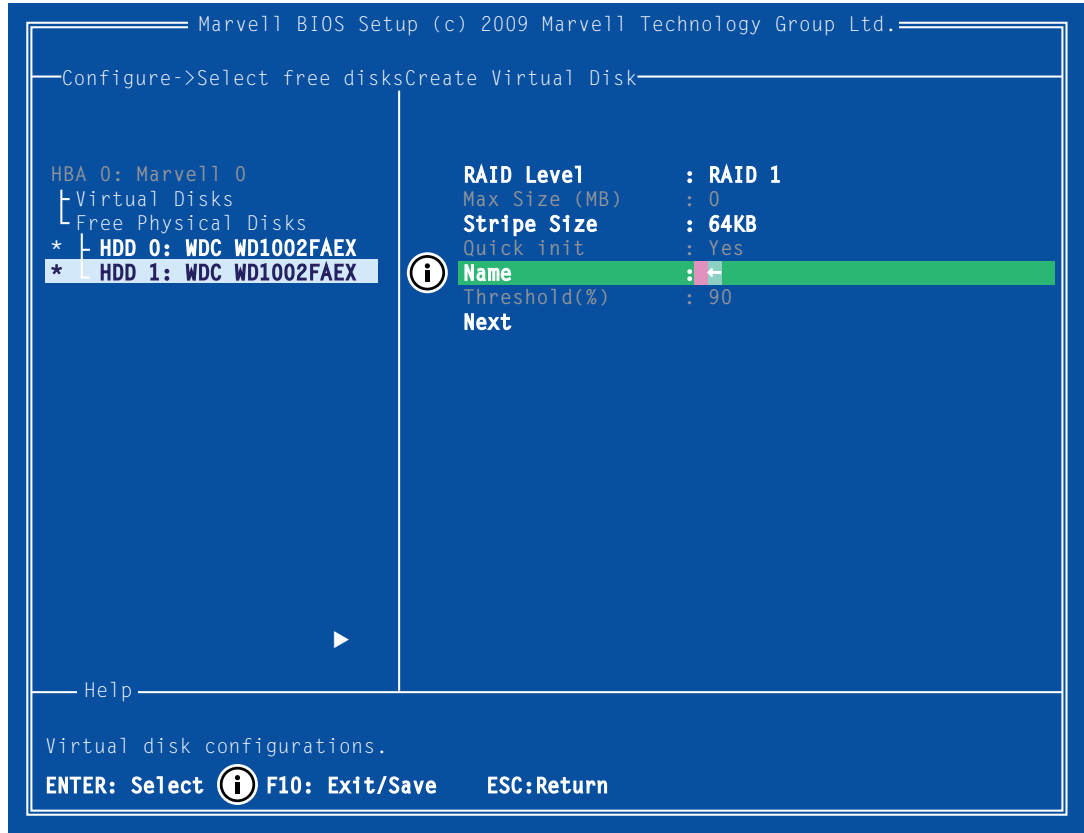 Marvell BIOS Setup (c) 2009 Marvell Technology Group Ltd.
Configure->Select free disksCreate Virtual Disk
HBA 0: Marvell 0
Virtual Disks
Free Physical Disks
* HDD 0: WDC WD1002FAEX
* HDD 1: WDC WD1002FAEX
RAID Level : RAID 1
Max Size (MB) : 0
Stripe Size : 64KB
Quick init : Yes
i Name : ←
Threshold(%) : 90
Next
Help
Virtual disk configurations.
ENTER: Select i F10: Exit/Save ESC:Return